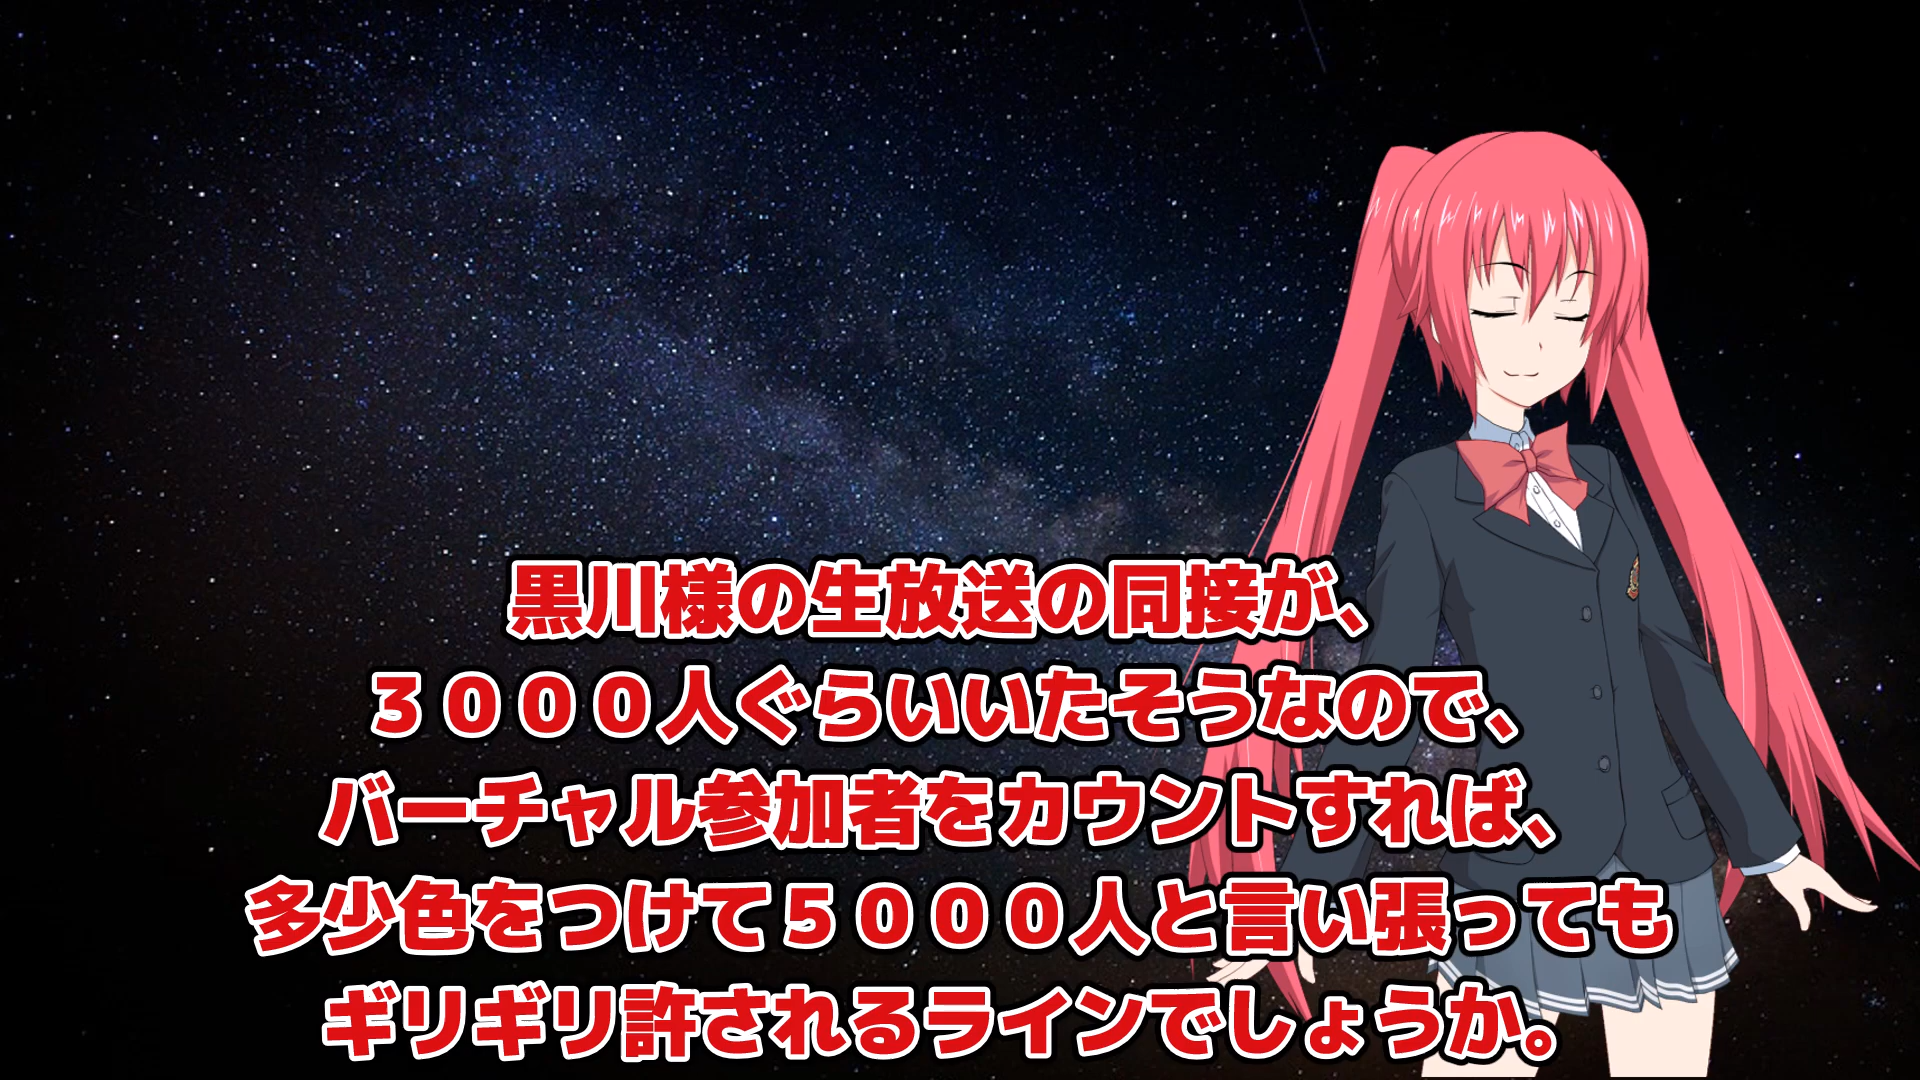 黒川様の生放送の同接が、
３０００人ぐらいいたそうなので、
バーチャル参加者をカウントすれば、
多少色をつけて５０００人と言い張っても
ギリギリ許されるラインでしょうか。